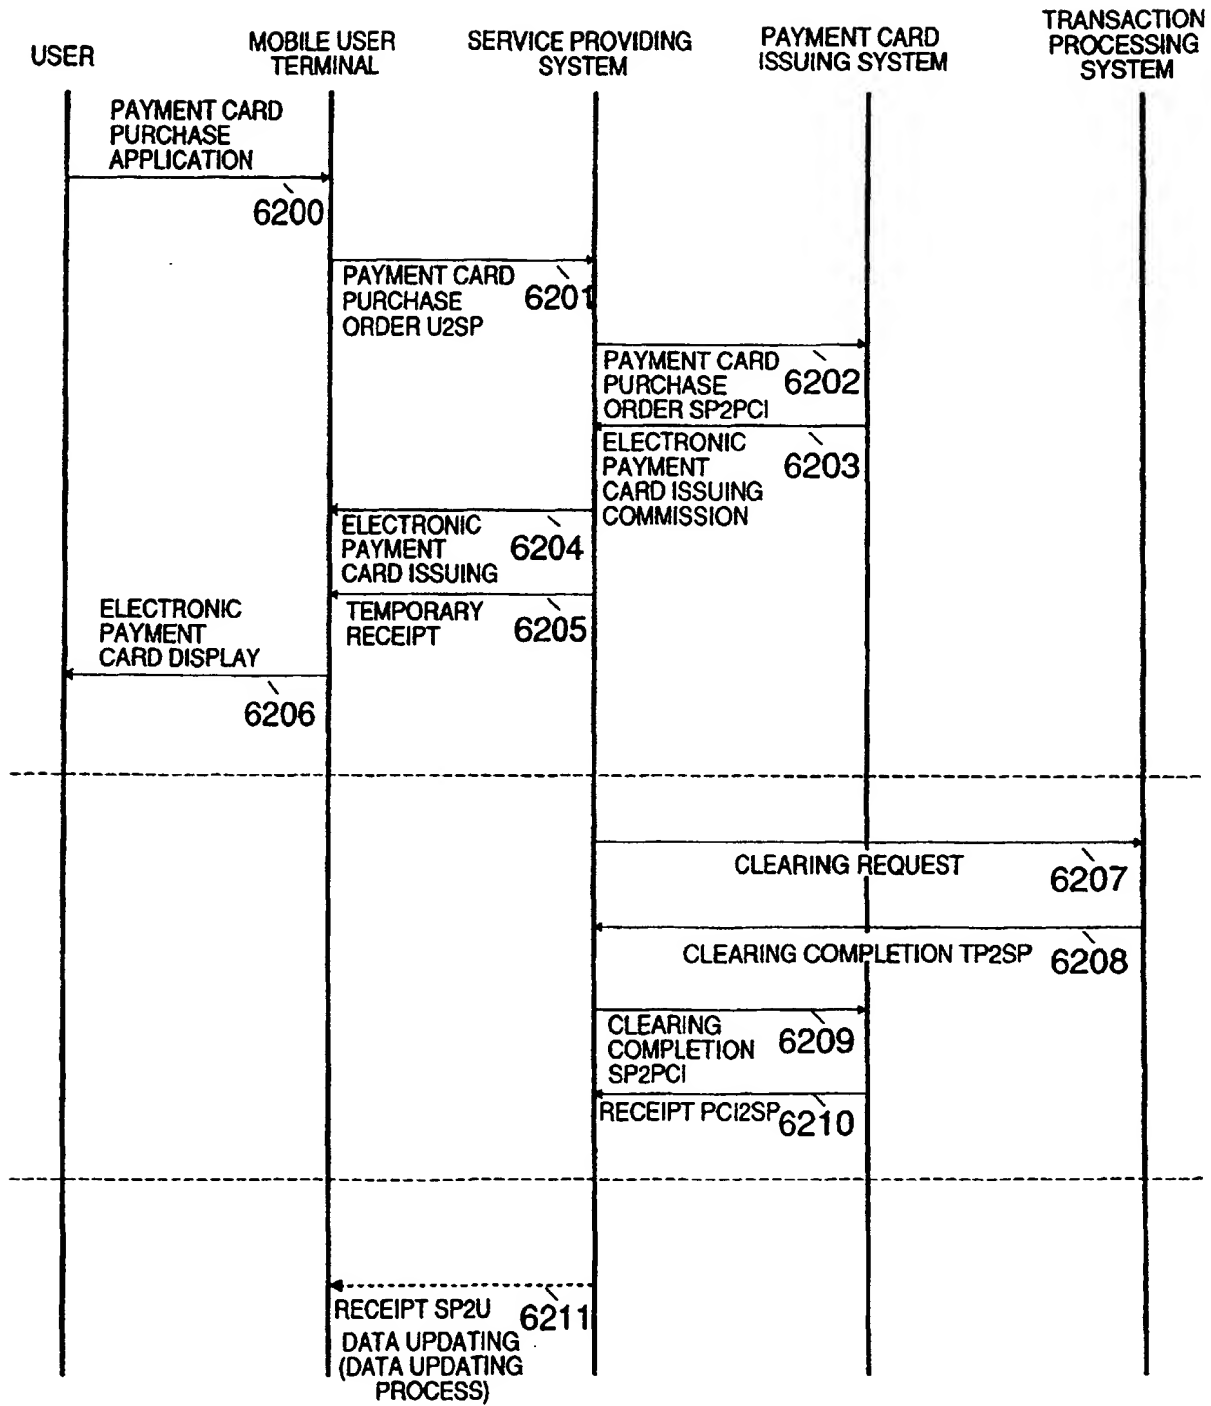 USER
MOBILE USER
TERMINAL
SERVICE PROVIDING
SYSTEM
PAYMENT CARD
ISSUING SYSTEM
TRANSACTION
PROCESSING
SYSTEM
PAYMENT CARD
PURCHASE
APPLICATION
6200
PAYMENT CARD
PURCHASE
ORDER U2SP
6201
PAYMENT CARD
PURCHASE
ORDER SP2PCI
6202
ELECTRONIC
PAYMENT
CARD ISSUING
COMMISSION
6203
ELECTRONIC
PAYMENT
CARD ISSUING
6204
TEMPORARY
RECEIPT
6205
ELECTRONIC
PAYMENT
CARD DISPLAY
6206
CLEARING REQUEST
6207
CLEARING COMPLETION TP2SP
6208
CLEARING
COMPLETION
SP2PCI
6209
RECEIPT PCI2SP
6210
RECEIPT SP2U
6211
DATA UPDATING
(DATA UPDATING
PROCESS)